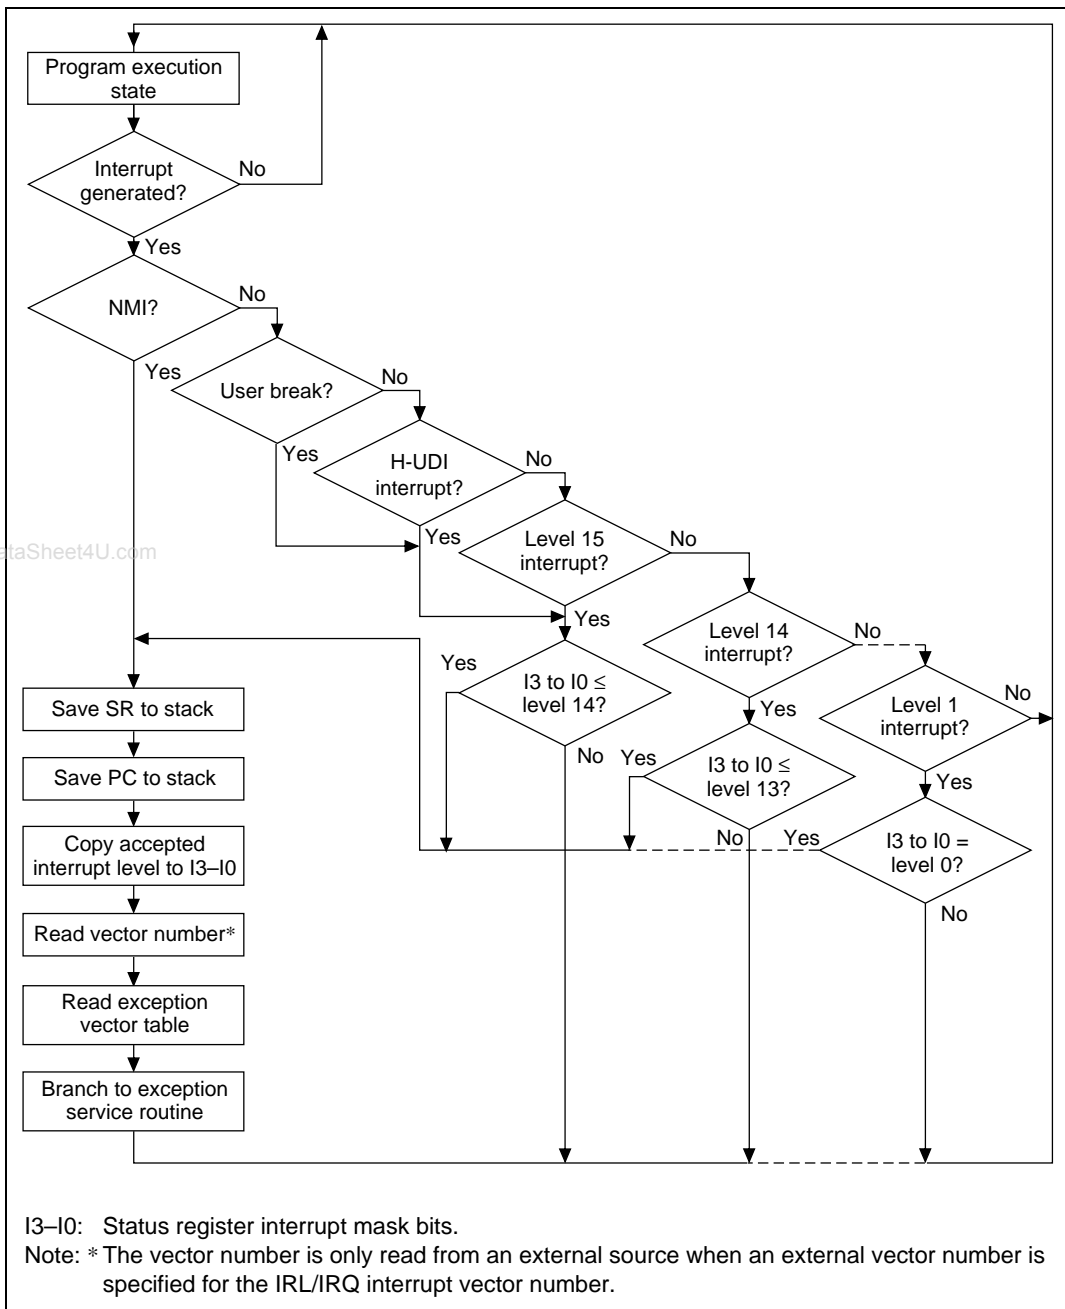 Program execution
state
Interrupt
generated?
No
Yes
NMI?
No
Yes
User break?
No
Yes
H-UDI
interrupt?
No
Yes
Level 15
interrupt?
No
Yes
Level 14
interrupt?
No
Yes
Level 1
interrupt?
No
Yes
I3 to I0 ≤
level 14?
Yes
No
I3 to I0 ≤
level 13?
Yes
No
I3 to I0 =
level 0?
Yes
No
Save SR to stack
Save PC to stack
Copy accepted
interrupt level to I3–I0
Read vector number*
Read exception
vector table
Branch to exception
service routine
ataSheet4U.com
I3–I0: Status register interrupt mask bits.
Note: * The vector number is only read from an external source when an external vector number is
specified for the IRL/IRQ interrupt vector number.